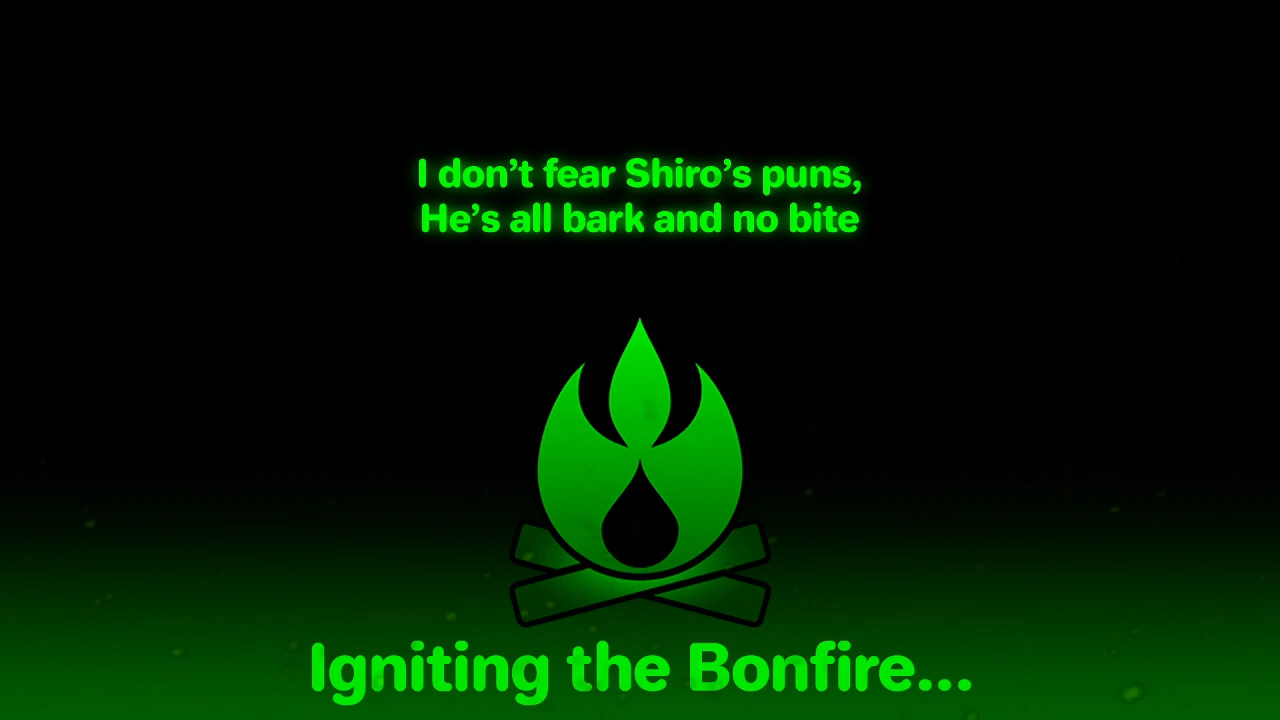 I don’t fear Shiro’s puns,
He’s all bark and no bite
Igniting the Bonfire...